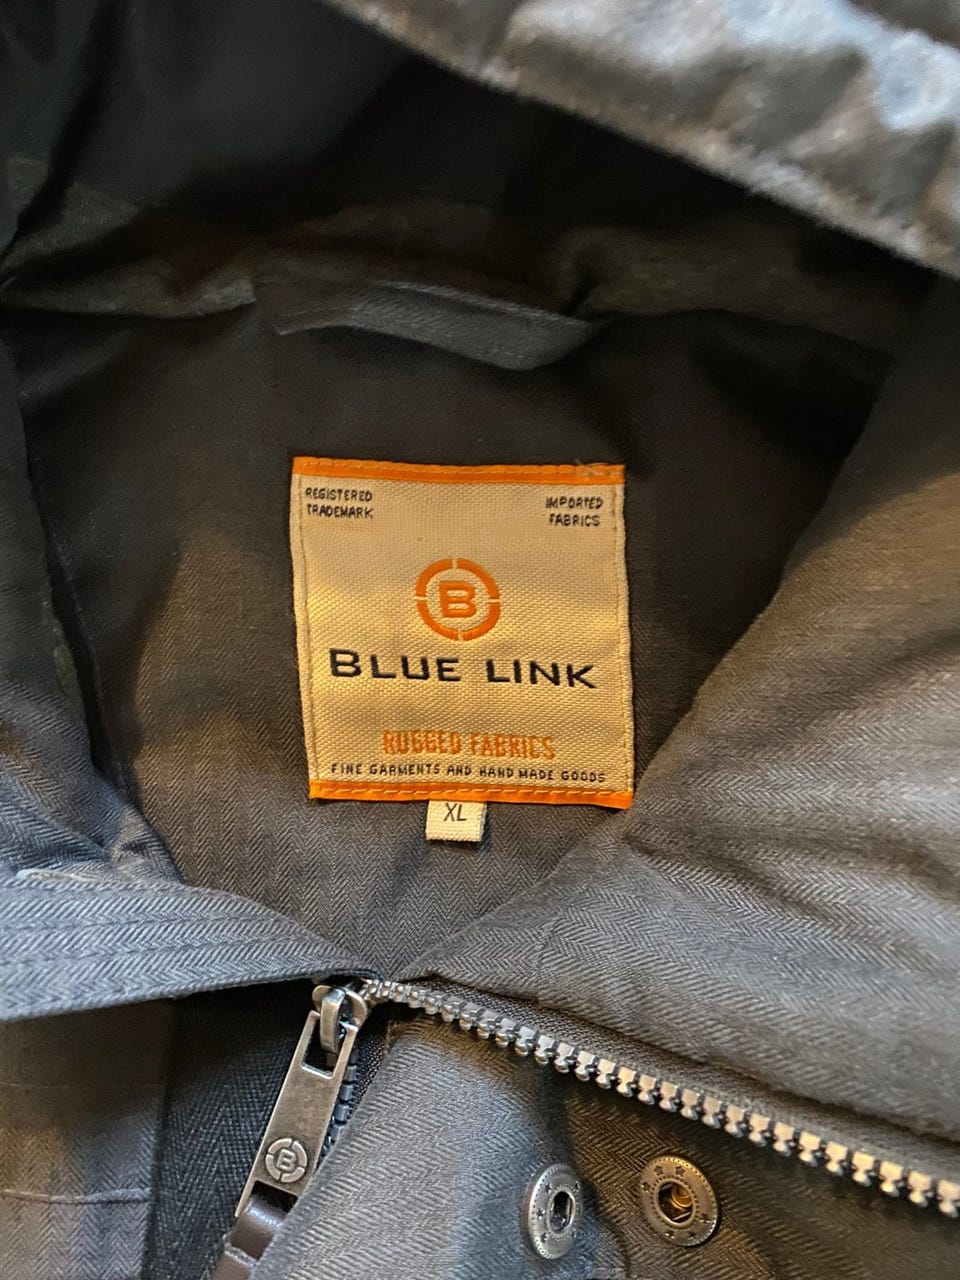 REGISTERED
TRADEMARK
IMPORTED
FABRICS
B
BLUE LINK
RUGGED FABRICS
FINE GARMENTS AND HAND MADE GOODS
XL
B